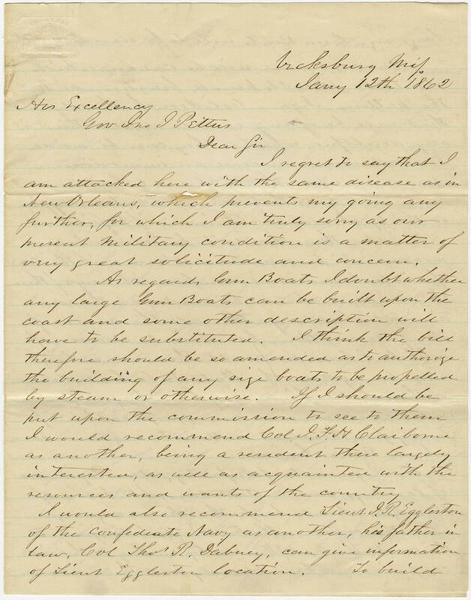 Vicksburg Mis
Jany 12th 1862
His Excellency
Gov Jno J Pettus
Dear Sir
I regret to say that I
am attacked here with the same disease as in
New Orleans, which prevents my going any
further, for which I am truly sorry as our
present Military condition is a matter of
very great solicitude and concern.
As regards Gun Boats, I doubt whether
any large Gun Boats can be built upon the
coast and some other description will
have to be substituted. I think the bill
therefore should be so amended as to authorize
the building of any size boats to be propelled
by steam or otherwise. If I should be
put upon the commission to see to them
I would recommend Col J. F. H Claiborne
as another, being a resident there largely
interested, as well as acquainted with the
resources and wants of the country
I would also recommend Lieut J. R. Eggleston
of the Confederate Navy as another, his father in
law, Col Thos R. Dabney, can give information
of Lieut Eggleston location. To build